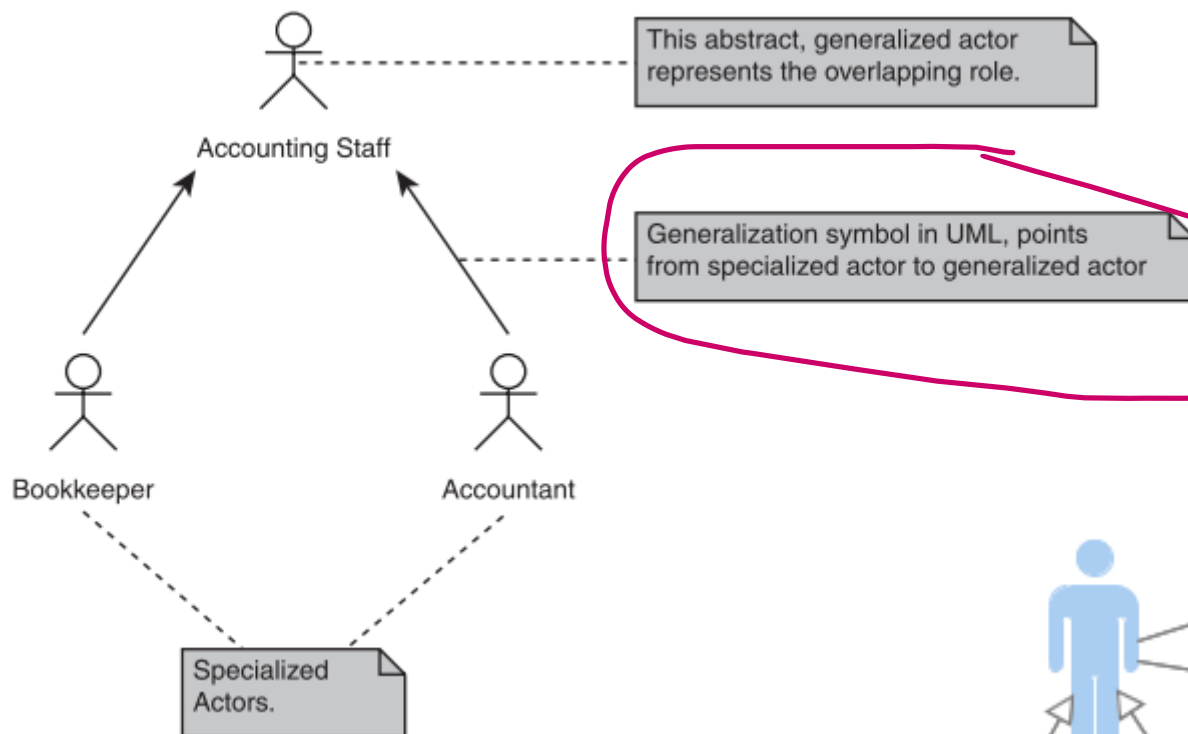 This abstract, generalized actor
represents the overlapping role.
Accounting Staff
Generalization symbol in UML, points
from specialized actor to generalized actor
Bookkeeper
Accountant
Specialized
Actors.